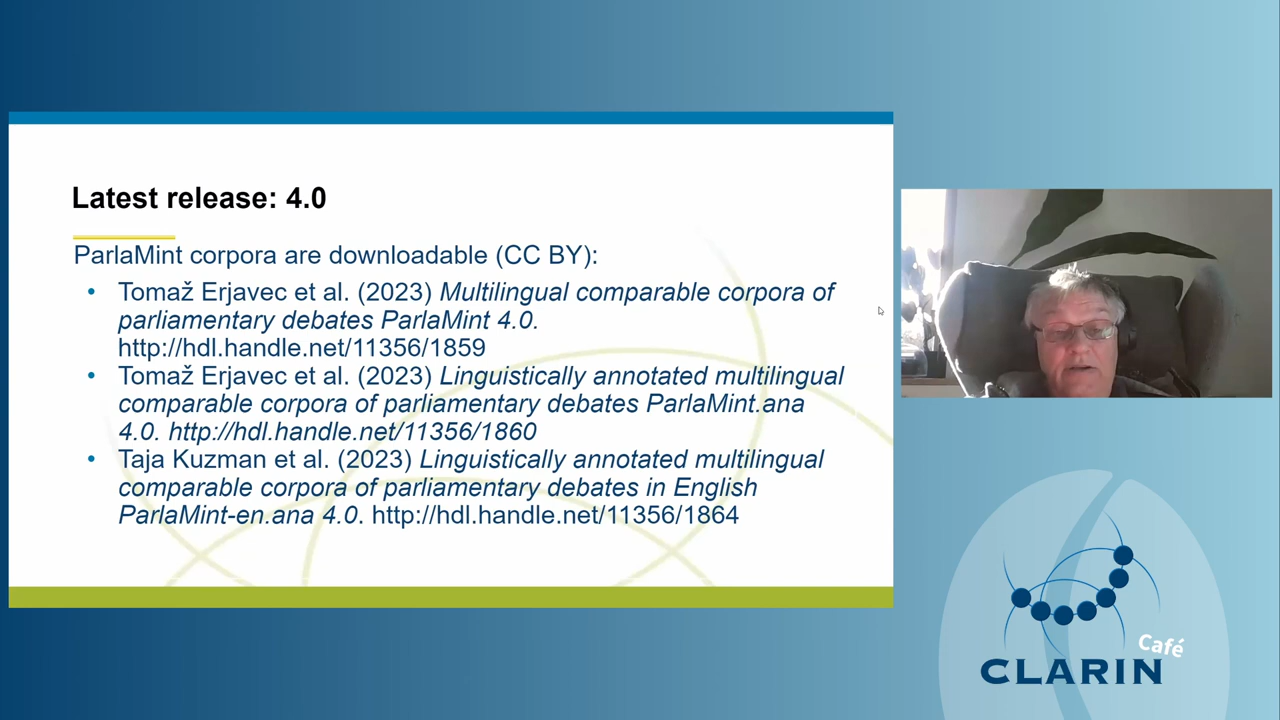 Latest release: 4.0
ParlaMint corpora are downloadable (CC BY):
• Tomaž Erjavec et al. (2023) Multilingual comparable corpora of
parliamentary debates ParlaMint 4.0.
http://hdl.handle.net/11356/1859
• Tomaž Erjavec et al. (2023) Linguistically annotated multilingual
comparable corpora of parliamentary debates ParlaMint.ana
4.0. http://hdl.handle.net/11356/1860
• Taja Kuzman et al. (2023) Linguistically annotated multilingual
comparable corpora of parliamentary debates in English
ParlaMint-en.ana 4.0. http://hdl.handle.net/11356/1864
Café
CLARIN